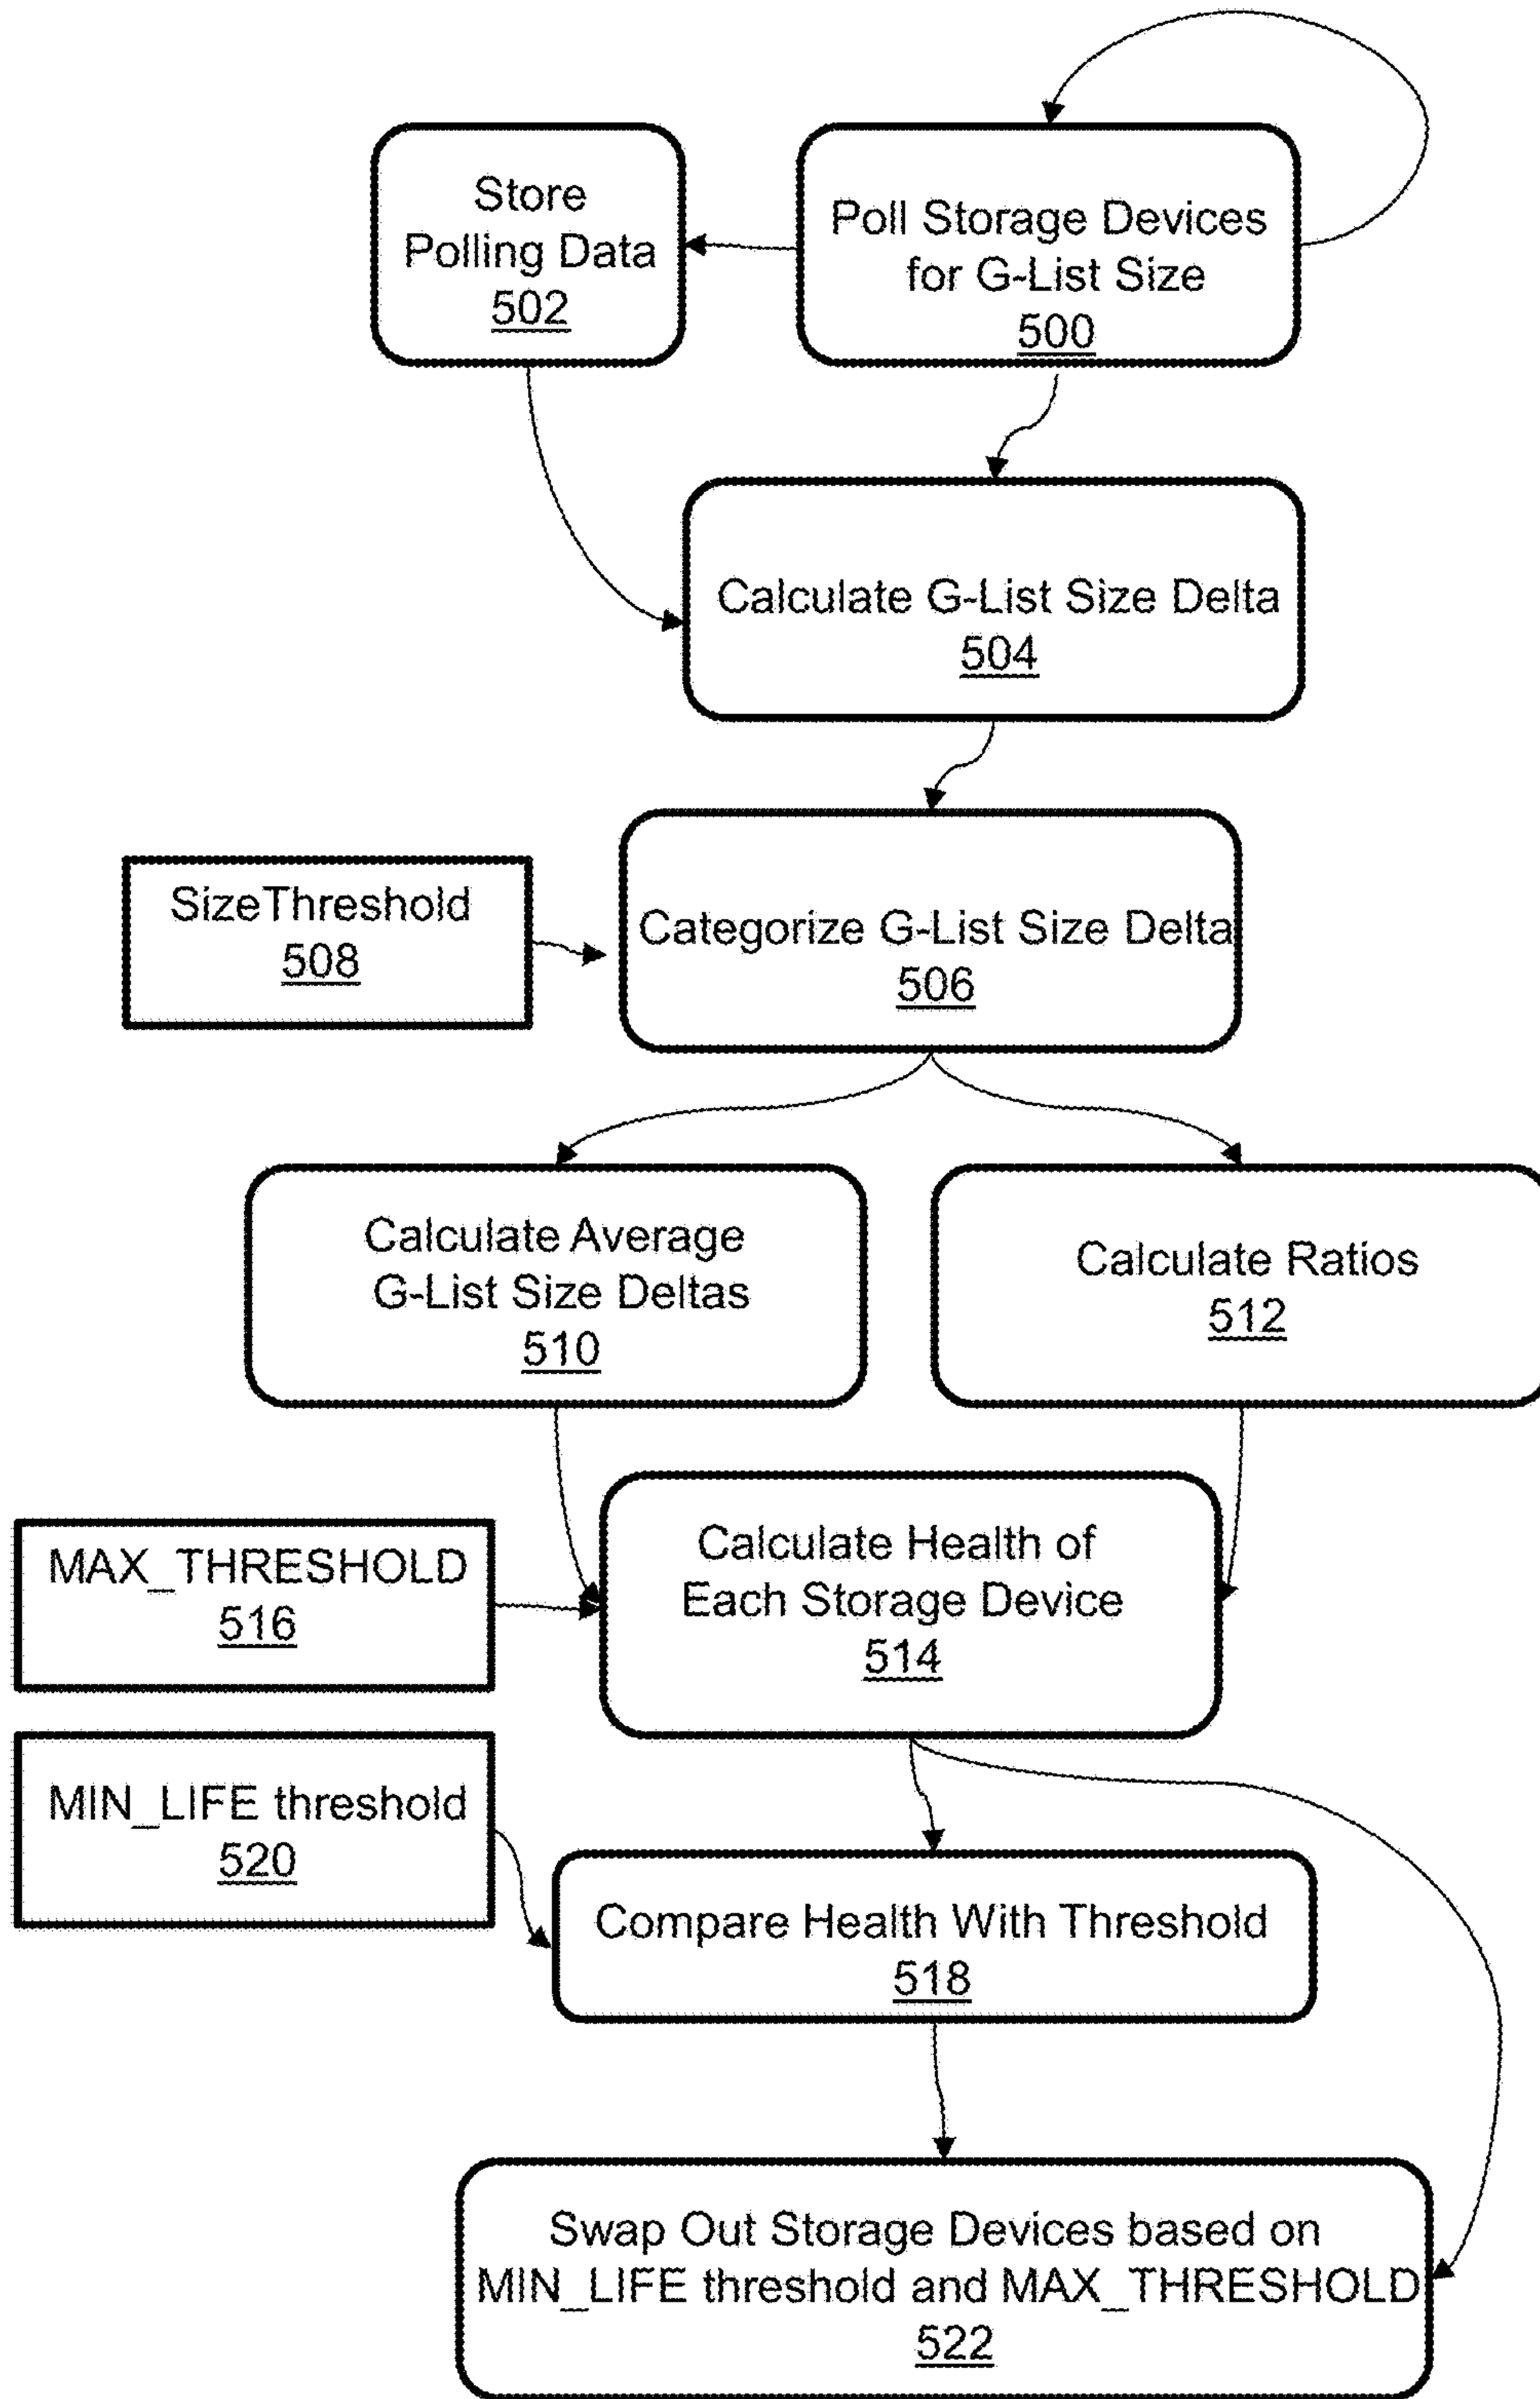 Store
Polling Data
502
Poll Storage Devices
for G-List Size
500
Calculate G-List Size Delta
504
SizeThreshold
508
Categorize G-List Size Delta
506
Calculate Average
G-List Size Deltas
510
Calculate Ratios
512
MAX_THRESHOLD
516
Calculate Health of
Each Storage Device
514
MIN_LIFE threshold
520
Compare Health With Threshold
518
Swap Out Storage Devices based on
MIN_LIFE threshold and MAX_THRESHOLD
522